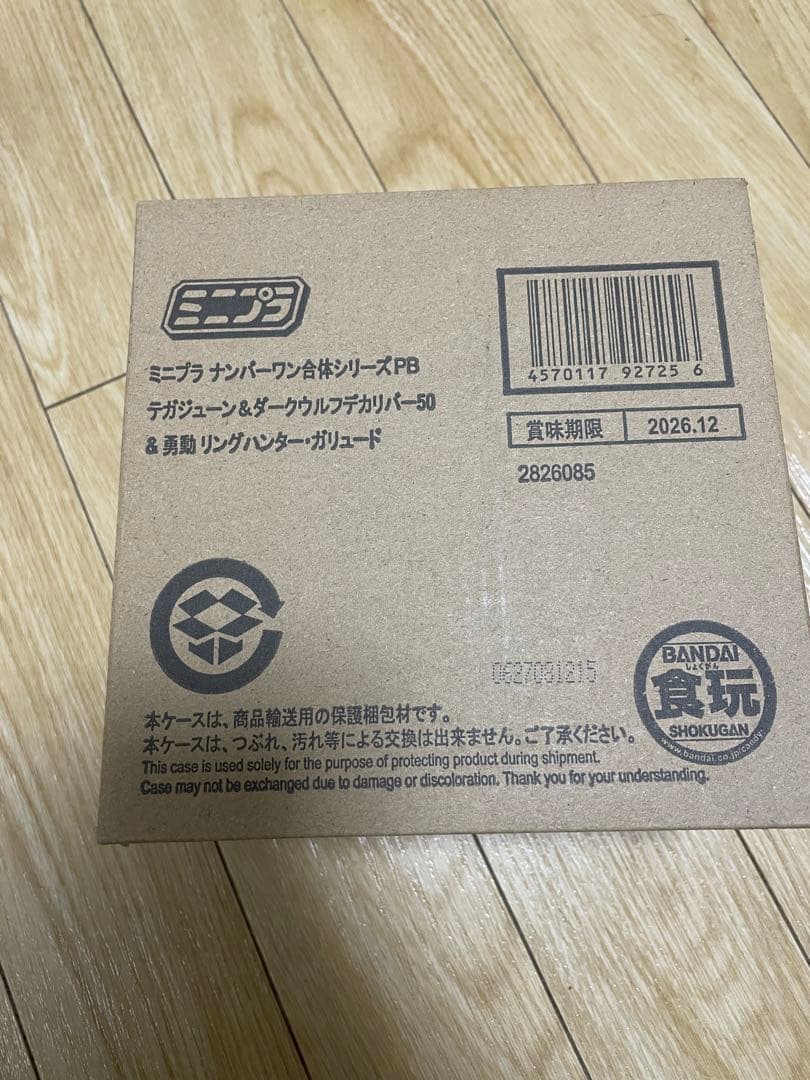 ミニプラ
ミニプラ ナンバーワン合体シリーズPB
テガジューン&ダークウルフデカリバー50
& 勇動 リングハンター・ガリュード
4570117 92725 6
賞味期限 2026.12
2826085
0627081215
BANDAI
しょくがん
食玩
SHOKUGAN
www.bandai.co.jp/candy/
本ケースは、商品輸送用の保護梱包材です。
本ケースは、つぶれ、汚れ等による交換は出来ません。ご了承ください。
This case is used solely for the purpose of protecting product during shipment.
Case may not be exchanged due to damage or discoloration. Thank you for your understanding.